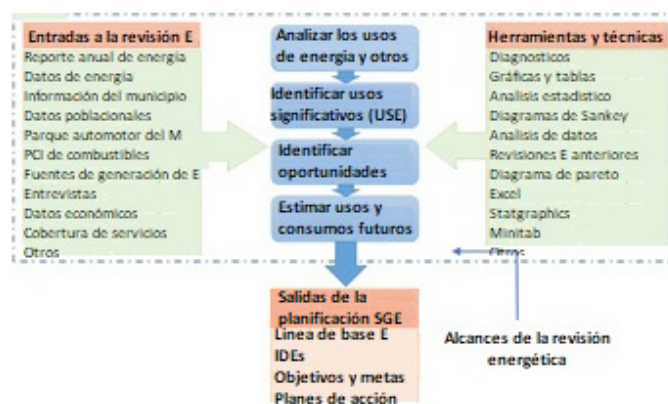 Entradas a la revisión E
Reporte anual de energía
Datos de energía
Información del municipio
Datos poblacionales
Parque automotor del M
PCI de combustibles
Fuentes de generación de E
Entrevistas
Datos económicos
Cobertura de servicios
Otros
Analizar los usos
de energía y otros
Identificar usos
significativos (USE)
Identificar
oportunidades
Estimar usos y
consumos futuros
Herramientas y técnicas
Diagnosticos
Gráficas y tablas
Analisis estadistico
Diagramas de Sankey
Analisis de datos
Revisiones E anteriores
Diagrama de pareto
Excel
Statgraphics
Minitab
Otros
Salidas de la
planificación SGE
Linea de base E
IDEs
Objetivos y metas
Planes de acción
Alcances de la revisión
energética